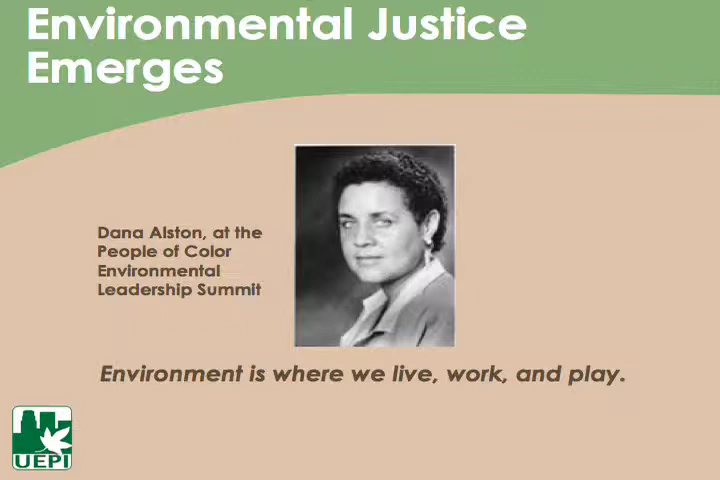 Environmental Justice
Emerges
Dana Alston, at the
People of Color
Environmental
Leadership Summit
Environment is where we live, work, and play.
UEPI